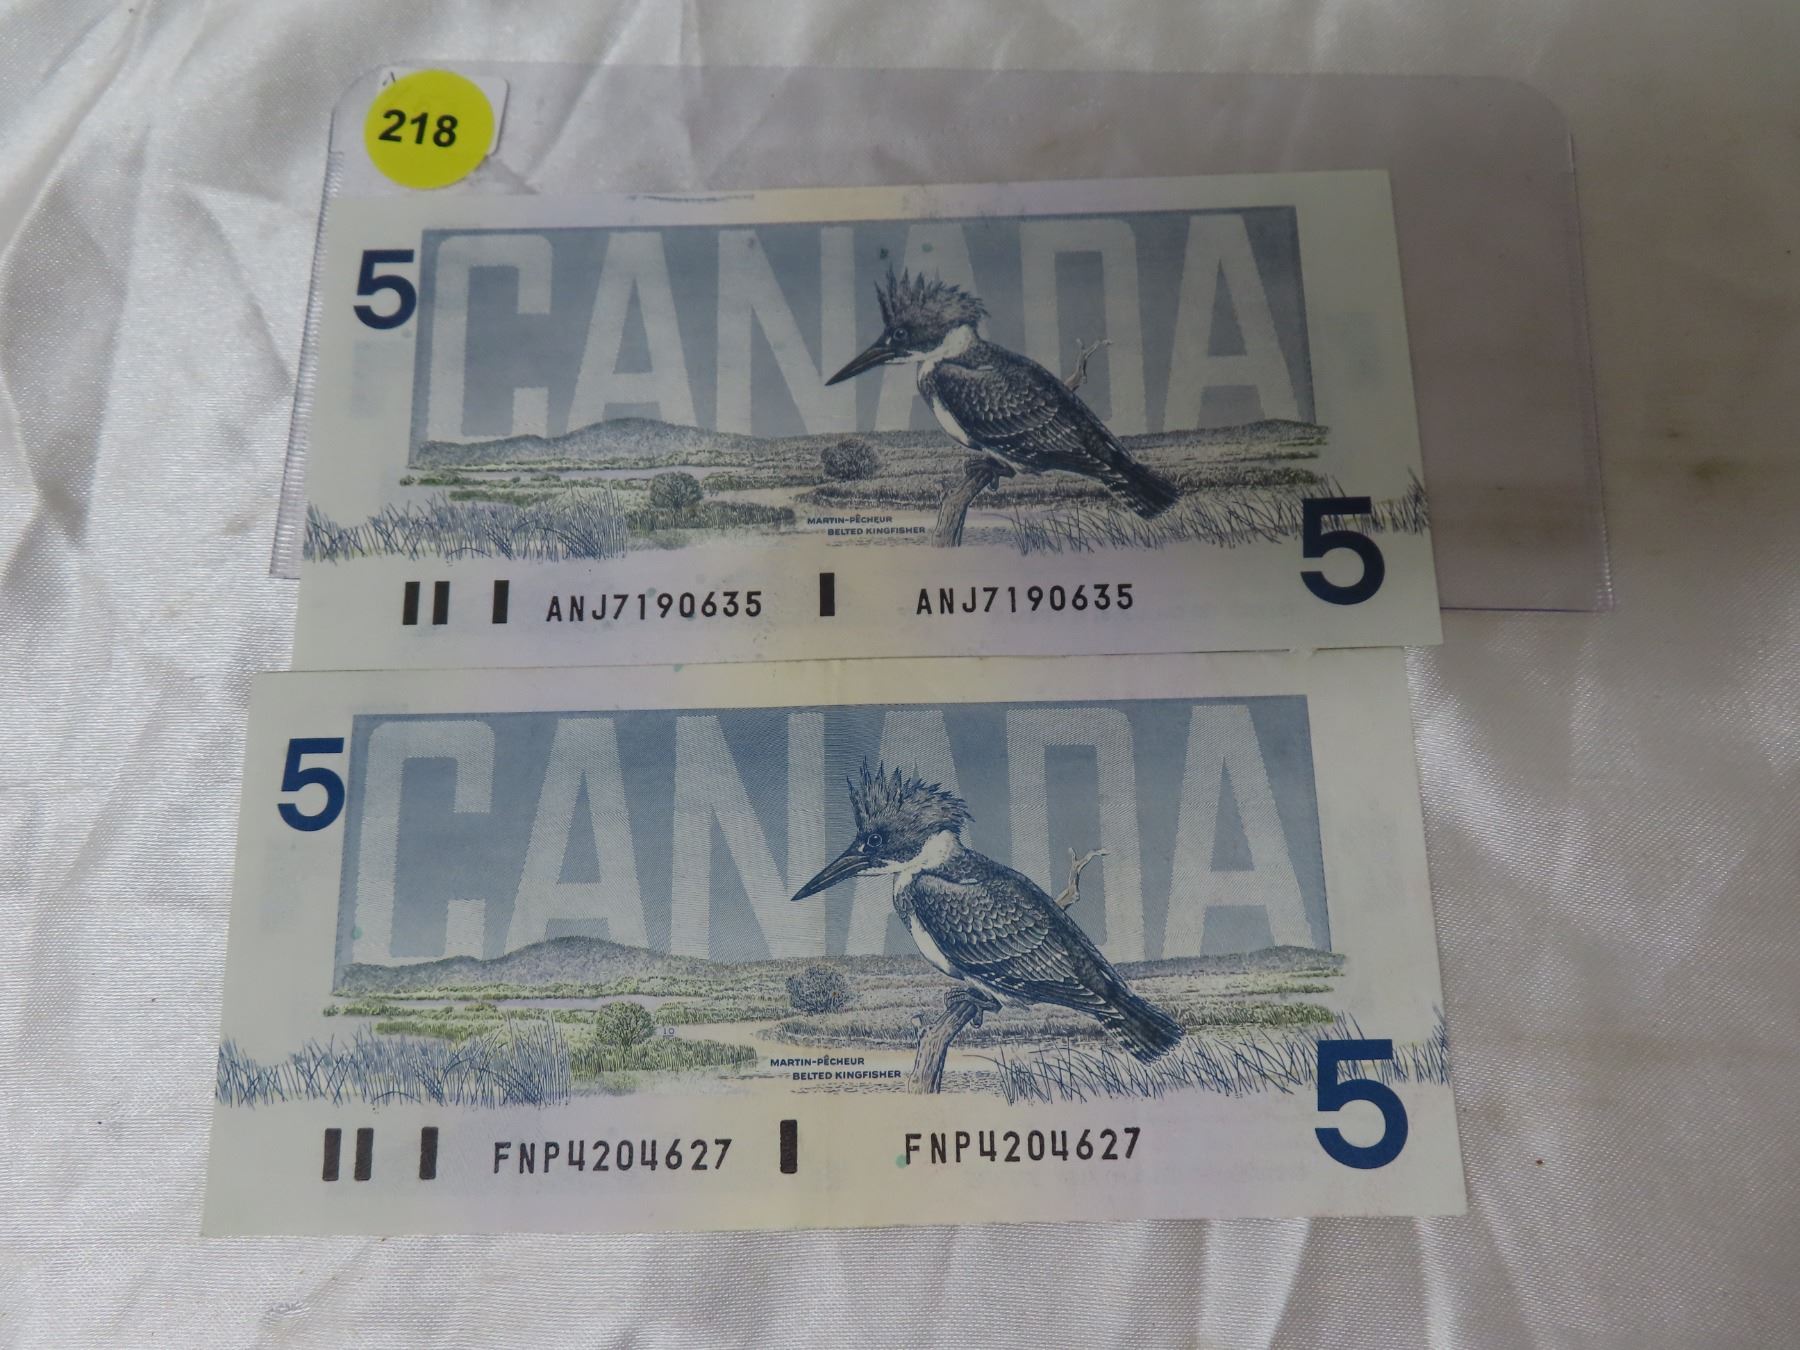 218
CANADA
5
MARTIN-PÊCHEUR
BELTED KINGFISHER
5
ANJ7190635 ANJ7190635
CANADA
5
10
MARTIN-PÊCHEUR
BELTED KINGFISHER
5
FNP4204627 FNP4204627